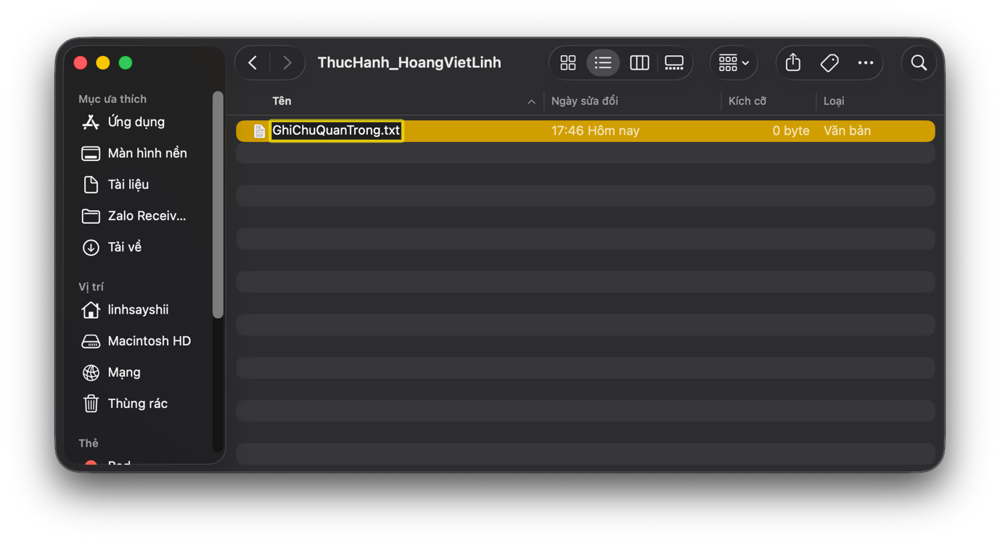 ThucHanh_HoangVietLinh
Mục ưa thích
Ứng dụng
Màn hình nền
Tài liệu
Zalo Receiv...
Tải về
Vị trí
linhsayshii
Macintosh HD
Mạng
Thùng rác
Thẻ
Tên Ngày sửa đổi Kích cỡ Loại
GhiChuQuanTrong.txt 17:46 Hôm nay 0 byte Văn bản